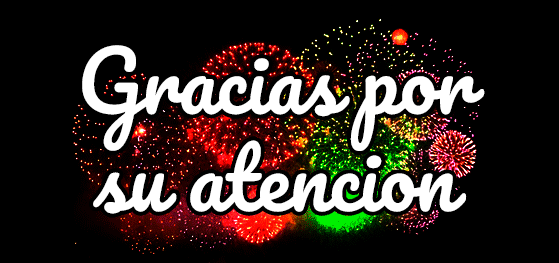 Gracias por
su atencion